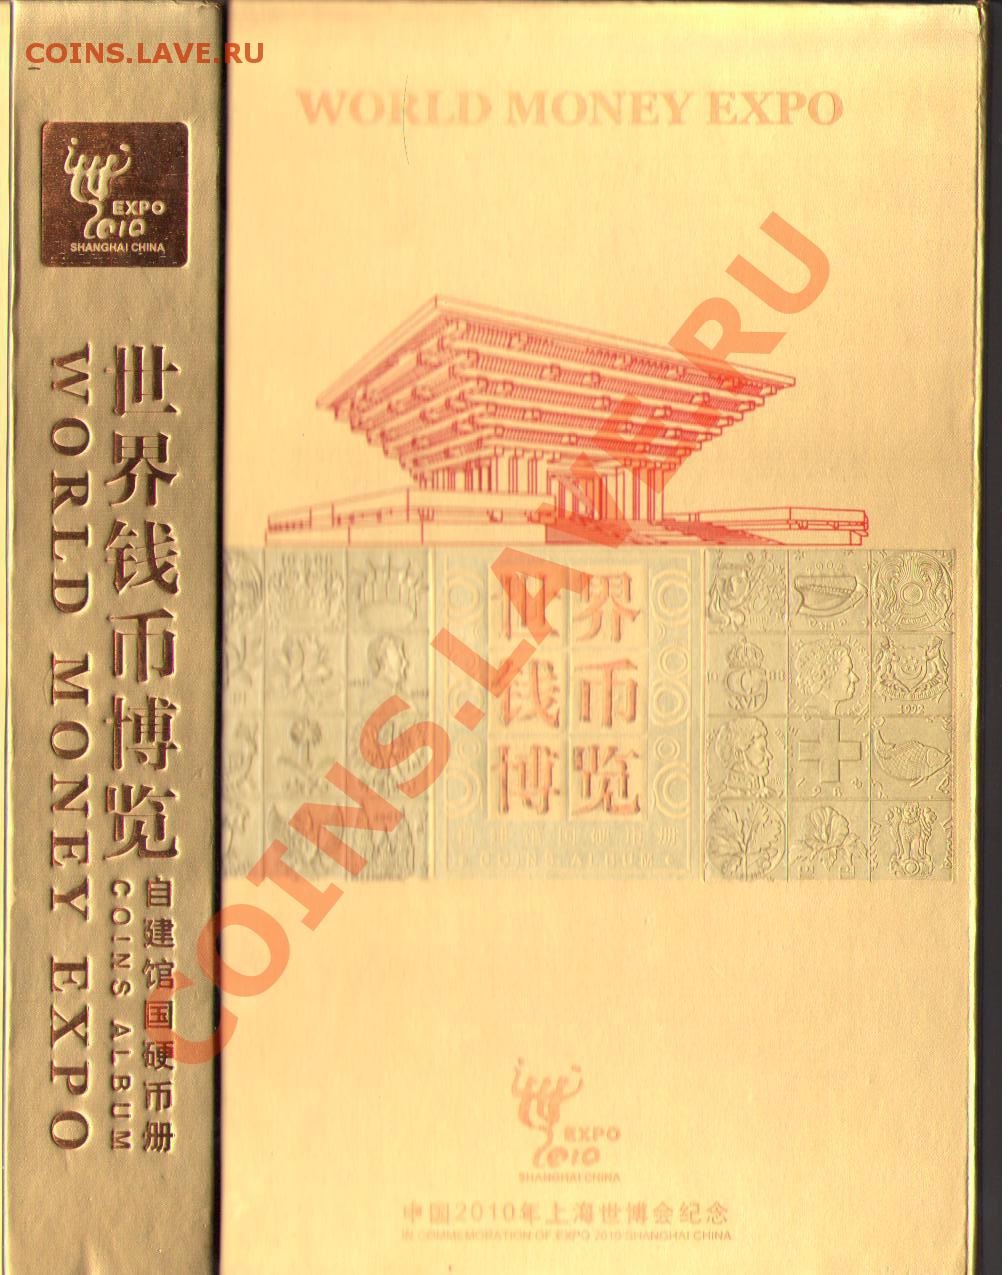 COINS.LAVE.RU
EXPO
2010
SHANGHAI CHINA
世界钱币博览
自建馆国硬币册
WORLD MONEY EXPO
COINS ALBUM
WORLD MONEY EXPO
COINS.LAVE.RU
世界
钱币
博览
COINS ALBUM
1992
EXPO
2010
SHANGHAI CHINA
中国2010年上海世博会纪念
IN COMMEMORATION OF EXPO 2010 SHANGHAI CHINA